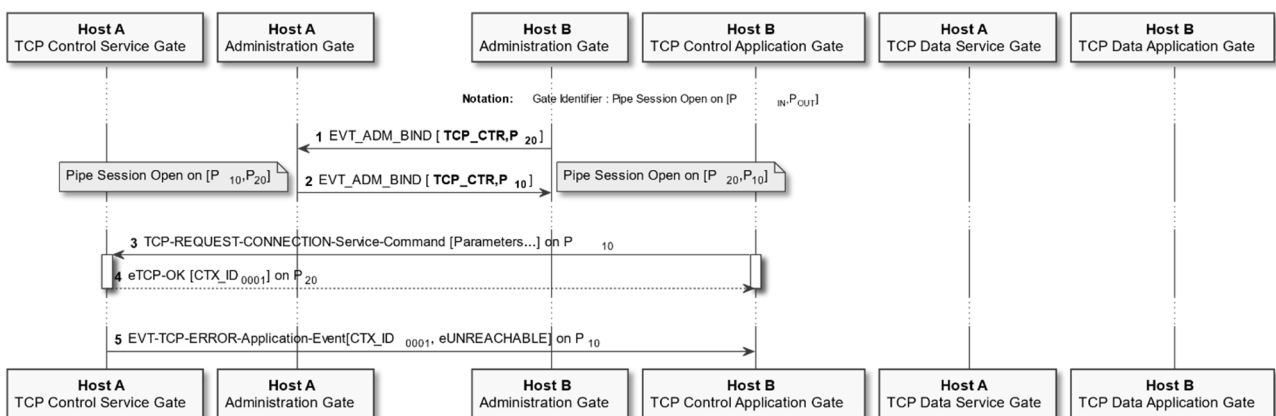 Host A
TCP Control Service Gate
Host A
Administration Gate
Host B
Administration Gate
Host B
TCP Control Application Gate
Host A
TCP Data Service Gate
Host B
TCP Data Application Gate
Notation: Gate Identifier : Pipe Session Open on [P IN,POUT]
1 EVT_ADM_BIND [ TCP_CTR,P 20]
Pipe Session Open on [P 10,P20]
2 EVT_ADM_BIND [ TCP_CTR,P 10]
Pipe Session Open on [P 20,P10]
3 TCP-REQUEST-CONNECTION-Service-Command [Parameters...] on P 10
4 eTCP-OK [CTX_ID 0001] on P 20
5 EVT-TCP-ERROR-Application-Event[CTX_ID 0001, eUNREACHABLE] on P 10
Host A
TCP Control Service Gate
Host A
Administration Gate
Host B
Administration Gate
Host B
TCP Control Application Gate
Host A
TCP Data Service Gate
Host B
TCP Data Application Gate